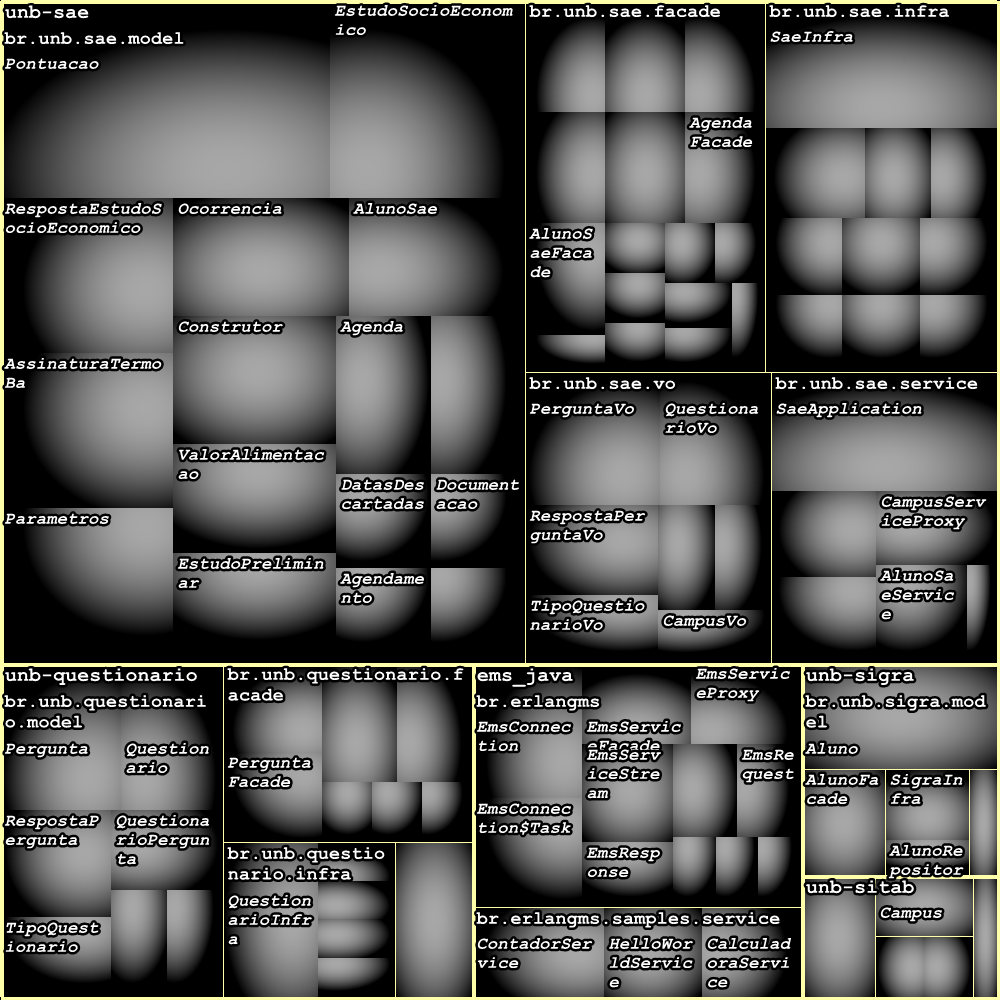 unb-sae
br.unb.sae.model
Pontuacao
EstudoSocioEconom
ico
RespostaEstudoS
ocioEconomico
Ocorrencia
AlunoSae
Construtor
Agenda
AssinaturaTermo
Ba
ValorAlimentac
ao
DatasDes
cartadas
Document
acao
Parametros
EstudoPrelimin
ar
Agendame
nto
br.unb.sae.facade
Agenda
Facade
AlunoS
aeFaca
de
br.unb.sae.infra
SaeInfra
br.unb.sae.vo
PerguntaVo
Questiona
rioVo
RespostaPer
guntaVo
TipoQuestio
narioVo
CampusVo
br.unb.sae.service
SaeApplication
CampusServ
iceProxy
AlunoSa
eServic
e
unb-questionario
br.unb.questionari
o.model
Pergunta
Question
ario
RespostaP
ergunta
Questiona
rioPergun
ta
TipoQuest
ionario
br.unb.questionario.f
acade
Pergunta
Facade
br.unb.questio
nario.infra
Question
arioInfr
a
ems_java
br.erlangms
EmsConnec
tion
EmsServic
eFacade
EmsServic
eProxy
EmsServ
iceStre
am
EmsRe
quest
EmsConnec
tion$Task
EmsResp
onse
br.erlangms.samples.service
ContadorSer
vice
HelloWor
ldServic
e
Calculad
oraServi
ce
unb-sigra
br.unb.sigra.mod
el
Aluno
AlunoFa
cade
SigraIn
fra
AlunoRe
positor
unb-sitab
Campus